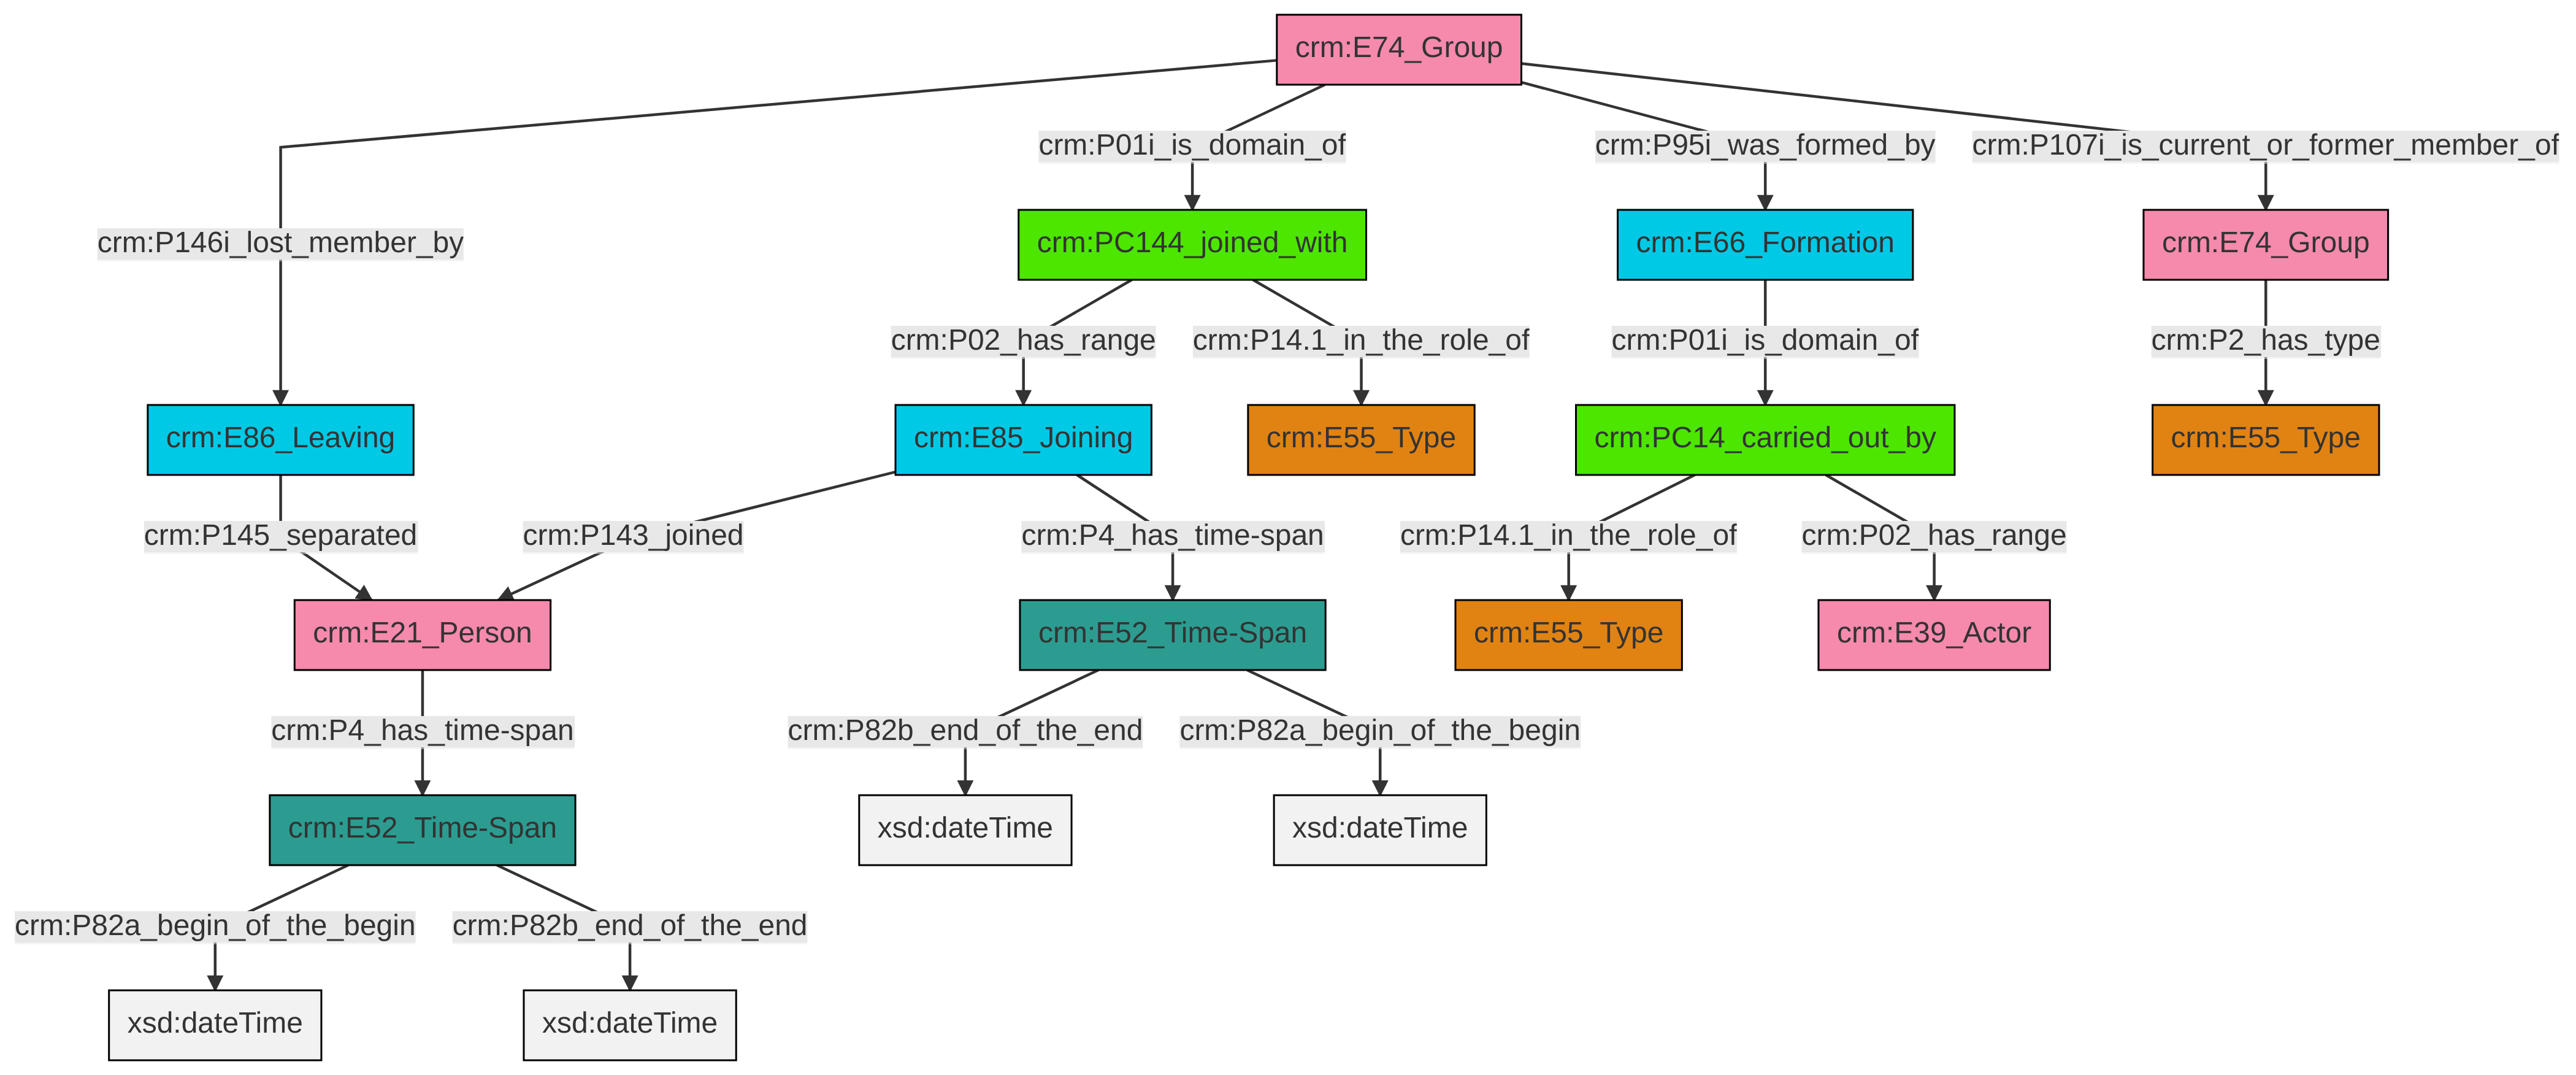 crm:E74_Group
crm:P01i_is_domain_of
crm:P95i_was_formed_by
crm:P107i_is_current_or_former_member_of
crm:P146i_lost_member_by
crm:PC144_joined_with
crm:E66_Formation
crm:E74_Group
crm:P02_has_range
crm:P14.1_in_the_role_of
crm:P01i_is_domain_of
crm:P2_has_type
crm:E86_Leaving
crm:E85_Joining
crm:E55_Type
crm:PC14_carried_out_by
crm:E55_Type
crm:P145_separated
crm:P143_joined
crm:P4_has_time-span
crm:P14.1_in_the_role_of
crm:P02_has_range
crm:E21_Person
crm:E52_Time-Span
crm:E55_Type
crm:E39_Actor
crm:P4_has_time-span
crm:P82b_end_of_the_end
crm:P82a_begin_of_the_begin
crm:E52_Time-Span
xsd:dateTime
xsd:dateTime
crm:P82a_begin_of_the_begin
crm:P82b_end_of_the_end
xsd:dateTime
xsd:dateTime